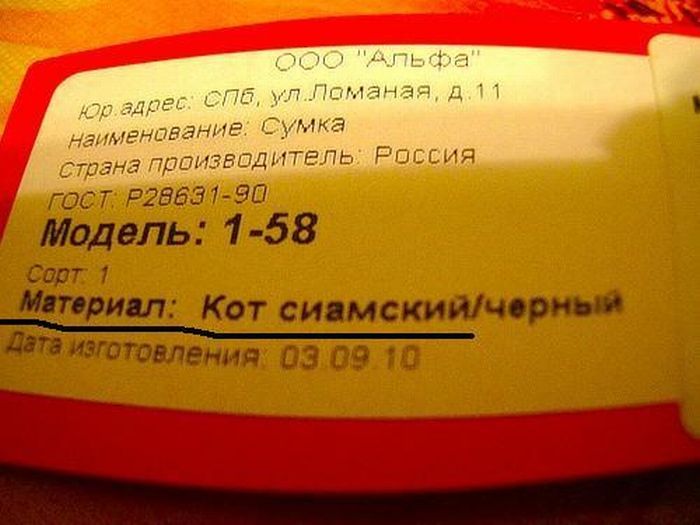 ООО "Альфа"
Юр.адрес: СПб, ул.Ломаная, д.11
Наименование: Сумка
Страна производитель: Россия
ГОСТ: Р28631-90
Модель: 1-58
Сорт: 1
Материал: Кот сиамский/черный
Дата изготовления: 03.09.10